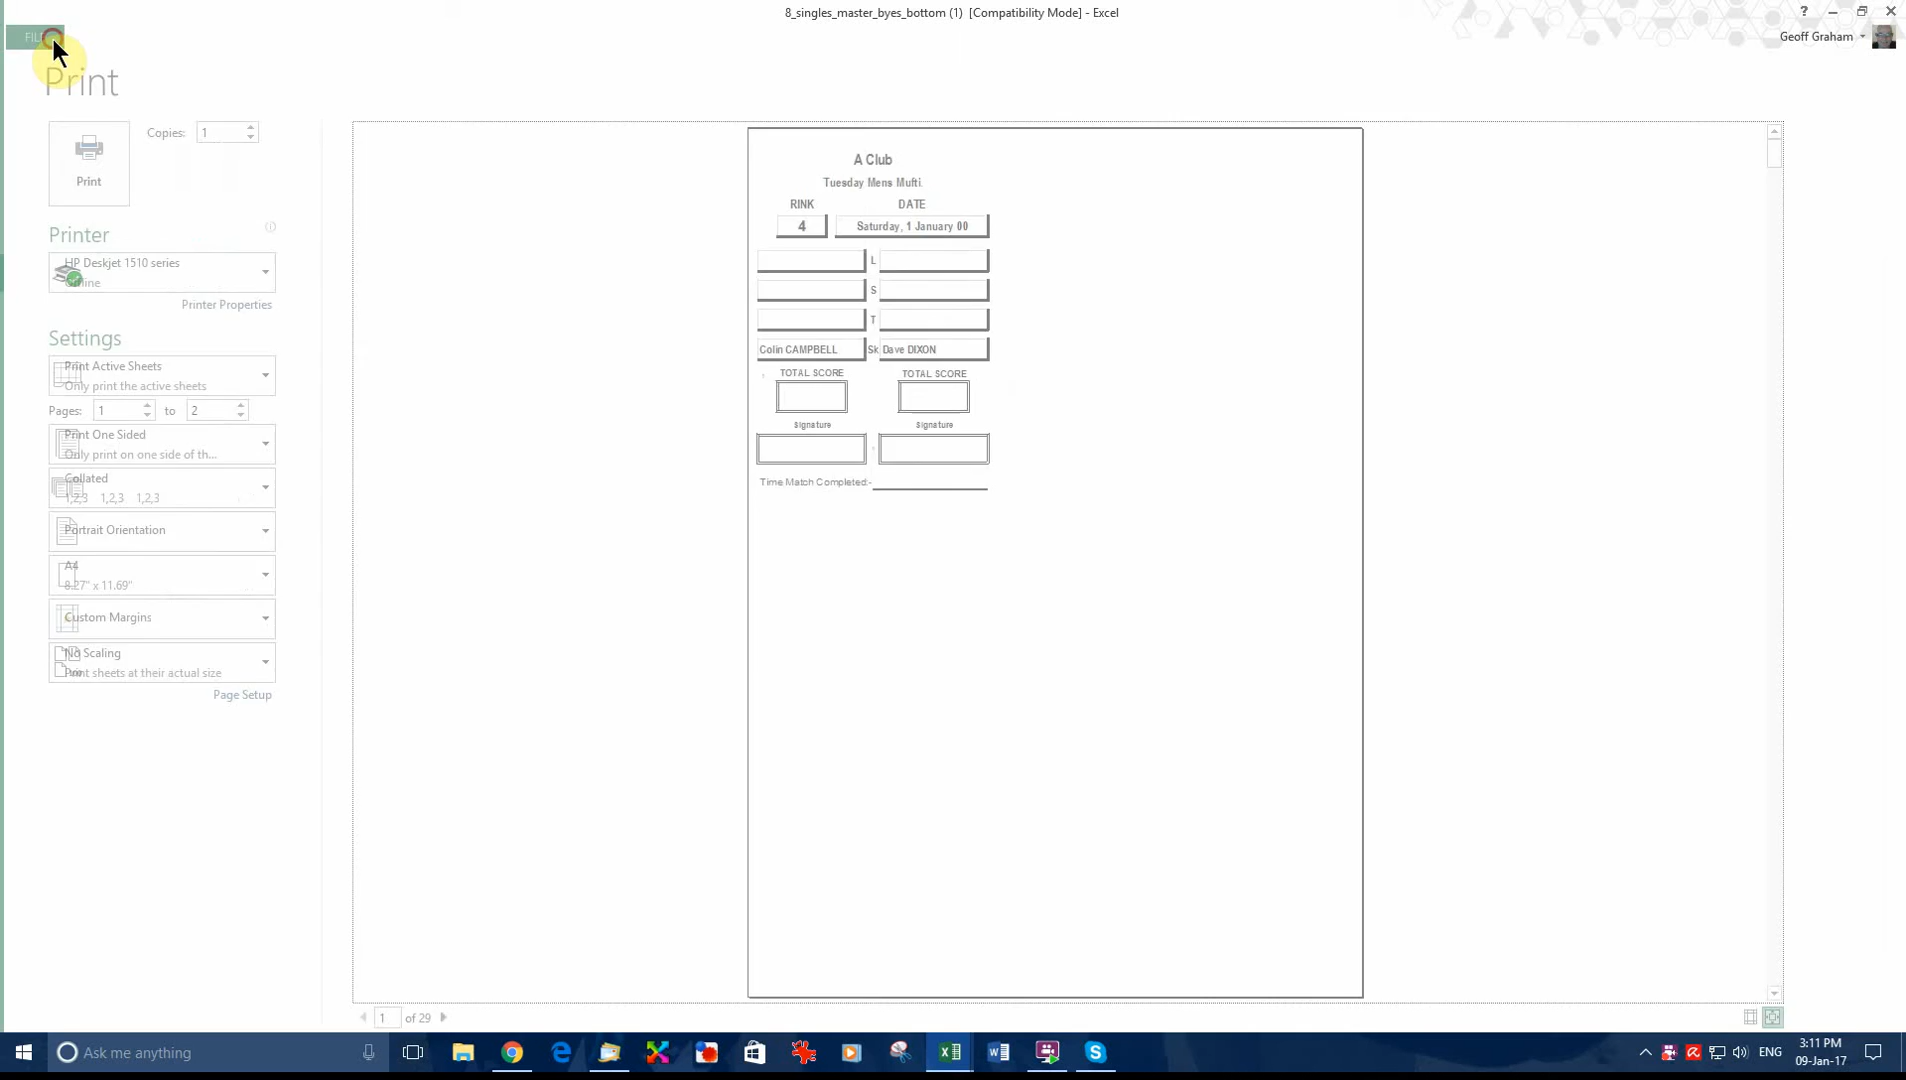 8_singles_master_byes_bottom (1) [Compatibility Mode] - Excel
?
Geoff Graham
Print
Print
Copies: 1
Printer
HP Deskjet 1510 series
Offline
Printer Properties
Settings
Print Active Sheets
Only print the active sheets
Pages: 1 to 2
Print One Sided
Only print on one side of th...
Collated
1,2,3 1,2,3 1,2,3
Portrait Orientation
A4
8.27" x 11.69"
Custom Margins
No Scaling
Print sheets at their actual size
Page Setup
A Club
Tuesday Mens Mufti.
RINK DATE
4 Saturday, 1 January 00
L
S
T
Colin CAMPBELL Sk Dave DIXON
TOTAL SCORE TOTAL SCORE
Signature Signature
Time Match Completed:-
1 of 29
Ask me anything
ENG
3:11 PM
09-Jan-17